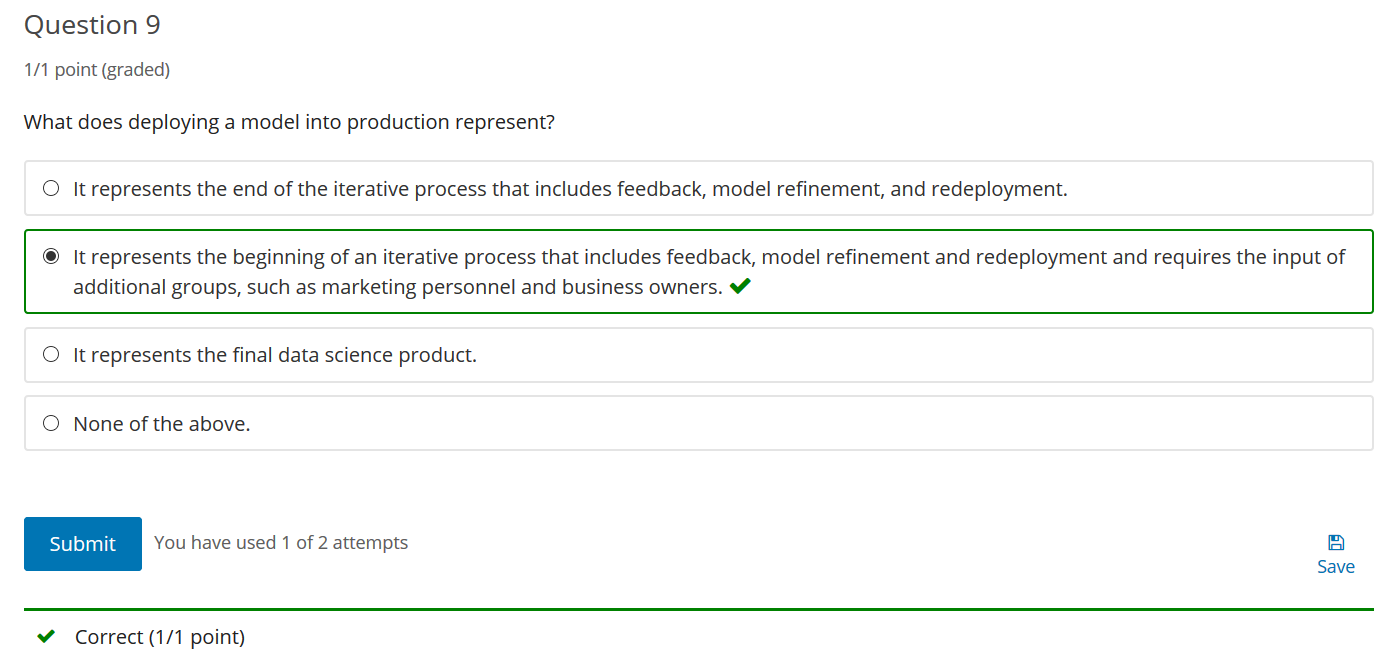 Question 9
1/1 point (graded)
What does deploying a model into production represent?
It represents the end of the iterative process that includes feedback, model refinement, and redeployment.
It represents the beginning of an iterative process that includes feedback, model refinement and redeployment and requires the input of
additional groups, such as marketing personnel and business owners.
It represents the final data science product.
None of the above.
Submit
You have used 1 of 2 attempts
Save
Correct (1/1 point)